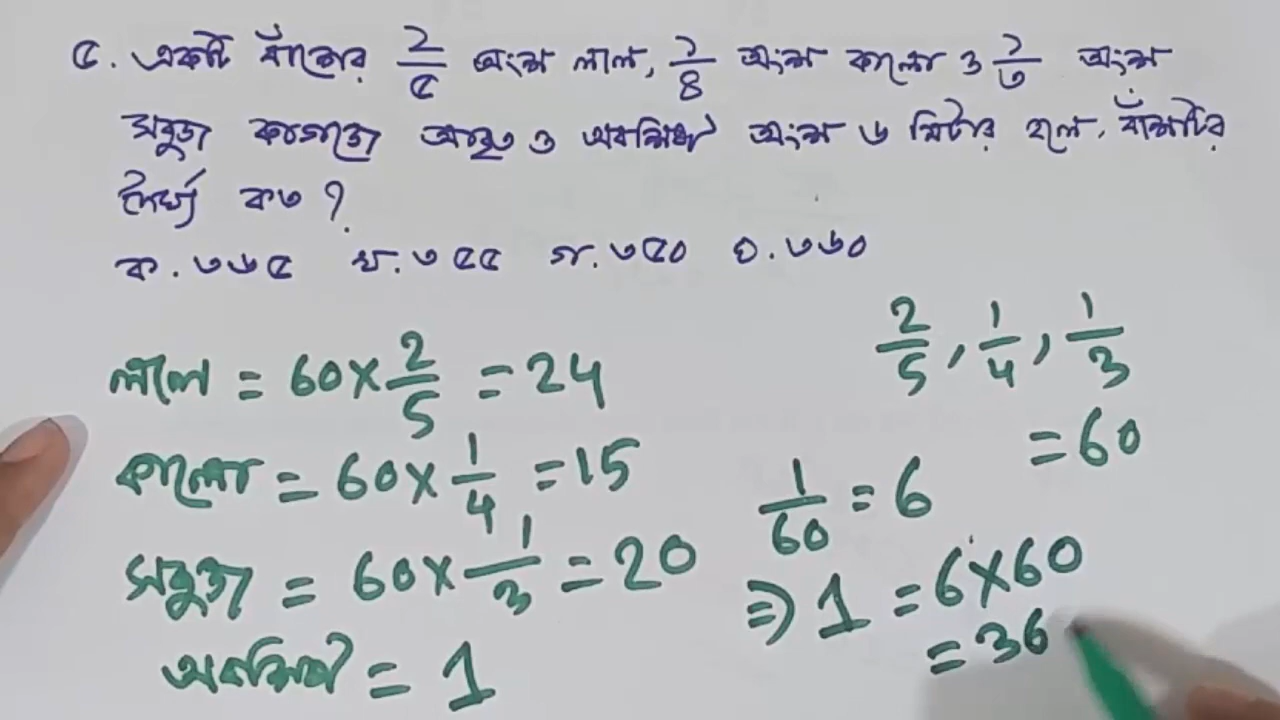 ৫. একটি বাঁশের ২/৫ অংশ লাল, ১/৪ অংশ কালো ও ১/৩ অংশ
সবুজ কাগজে আবৃত ও অবশিষ্ট অংশ ৬ মিটার হলে, বাঁশটির
দৈর্ঘ্য কত ?
ক. ৩৬৫ খ. ৩৫৫ গ. ৩৫০ ঘ. ৩৬০
লাল = 60 × 2/5 = 24
কালো = 60 × 1/4 = 15
সবুজ = 60 × 1/3 = 20
অবশিষ্ট = 1
2/5, 1/4, 1/3
= 60
1/60 = 6
⇒ 1 = 6×60
= 36